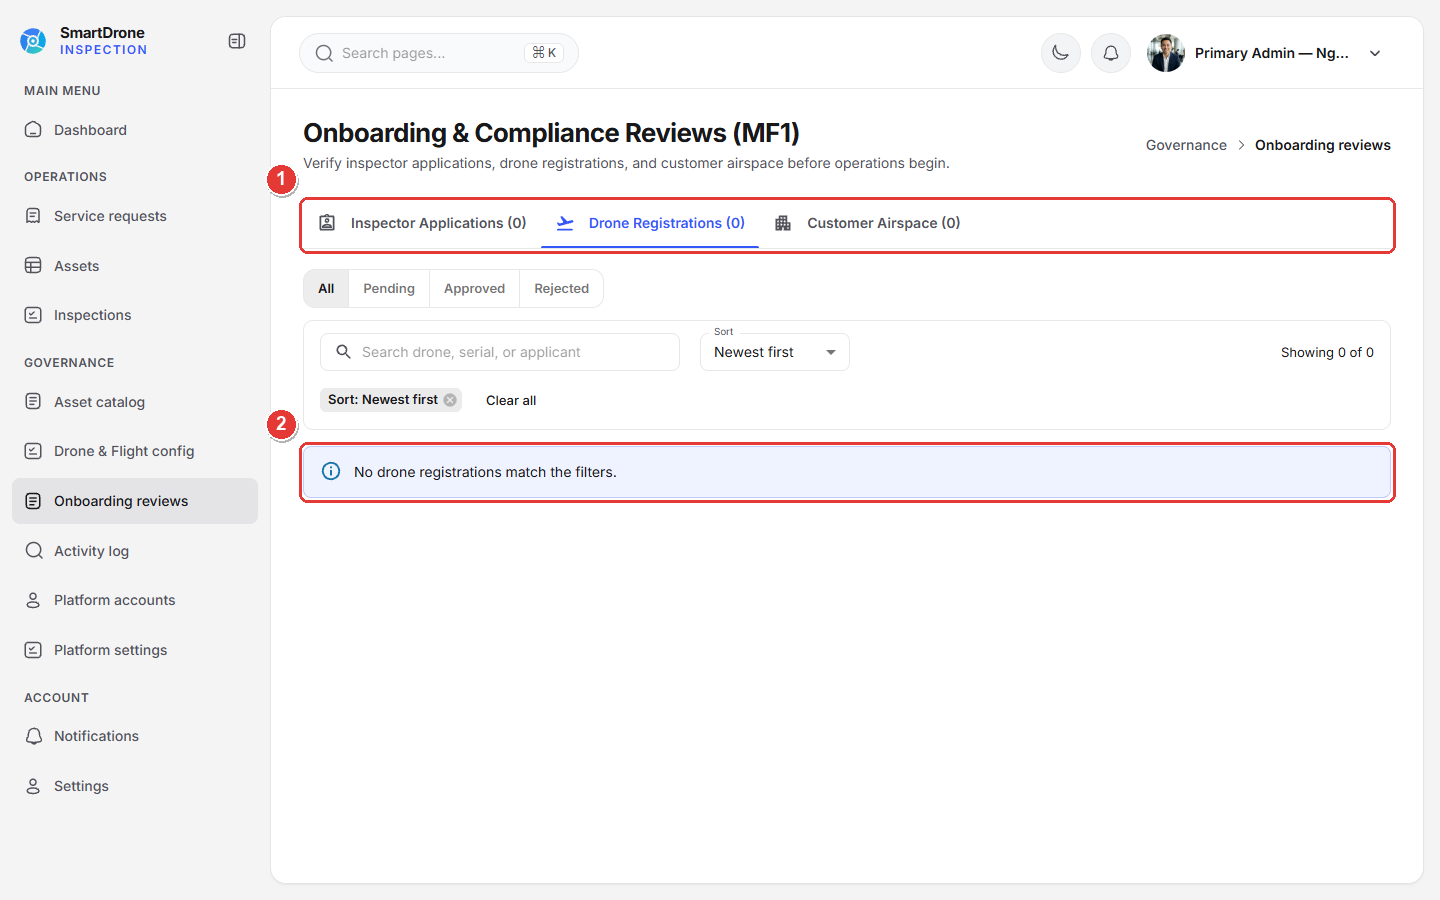 SmartDrone
INSPECTION
MAIN MENU
Dashboard
OPERATIONS
Service requests
Assets
Inspections
GOVERNANCE
Asset catalog
Drone & Flight config
Onboarding reviews
Activity log
Platform accounts
Platform settings
ACCOUNT
Notifications
Settings
Search pages... ⌘ K
Primary Admin — Ng...
Onboarding & Compliance Reviews (MF1)
Verify inspector applications, drone registrations, and customer airspace before operations begin.
Governance > Onboarding reviews
1
Inspector Applications (0) Drone Registrations (0) Customer Airspace (0)
All Pending Approved Rejected
Search drone, serial, or applicant
Sort
Newest first
Showing 0 of 0
Sort: Newest first Clear all
2
No drone registrations match the filters.